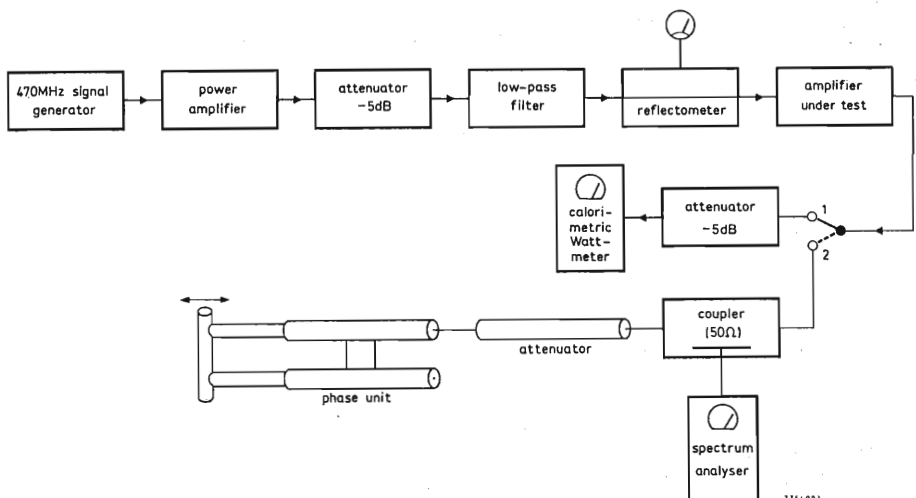 470MHz signal
generator
power
amplifier
attenuator
-5dB
low-pass
filter
reflectometer
amplifier
under test
calori-
metric
Watt-
meter
attenuator
-5dB
1
2
coupler
(50Ω)
attenuator
phase unit
spectrum
analyser